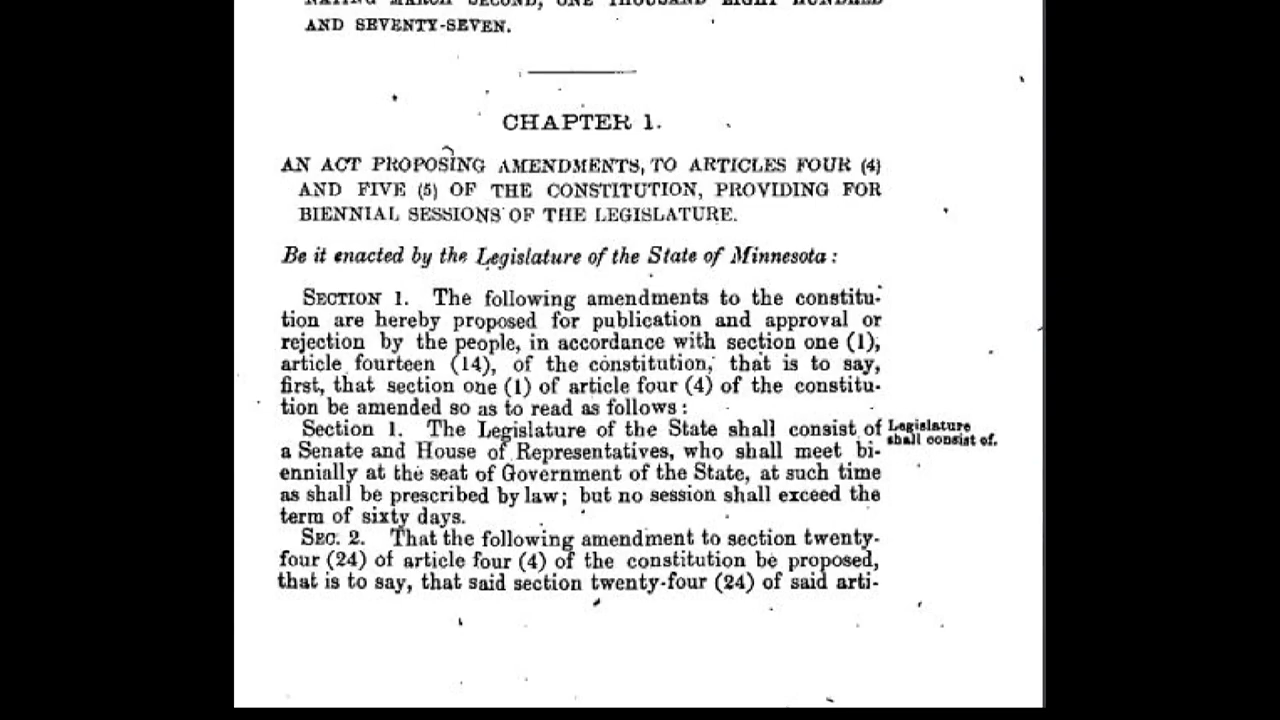 NATING MARCH SECOND, ONE THOUSAND EIGHT HUNDRED
AND SEVENTY-SEVEN.
CHAPTER 1.
AN ACT PROPOSING AMENDMENTS, TO ARTICLES FOUR (4)
AND FIVE (5) OF THE CONSTITUTION, PROVIDING FOR
BIENNIAL SESSIONS OF THE LEGISLATURE.
Be it enacted by the Legislature of the State of Minnesota:
SECTION 1. The following amendments to the constitu-
tion are hereby proposed for publication and approval or
rejection by the people, in accordance with section one (1),
article fourteen (14), of the constitution, that is to say,
first, that section one (1) of article four (4) of the constitu-
tion be amended so as to read as follows:
Section 1. The Legislature of the State shall consist of
a Senate and House of Representatives, who shall meet bi-
ennially at the seat of Government of the State, at such time
as shall be prescribed by law; but no session shall exceed the
term of sixty days.
Legislature
shall consist of.
SEC. 2. That the following amendment to section twenty-
four (24) of article four (4) of the constitution be proposed,
that is to say, that said section twenty-four (24) of said arti-